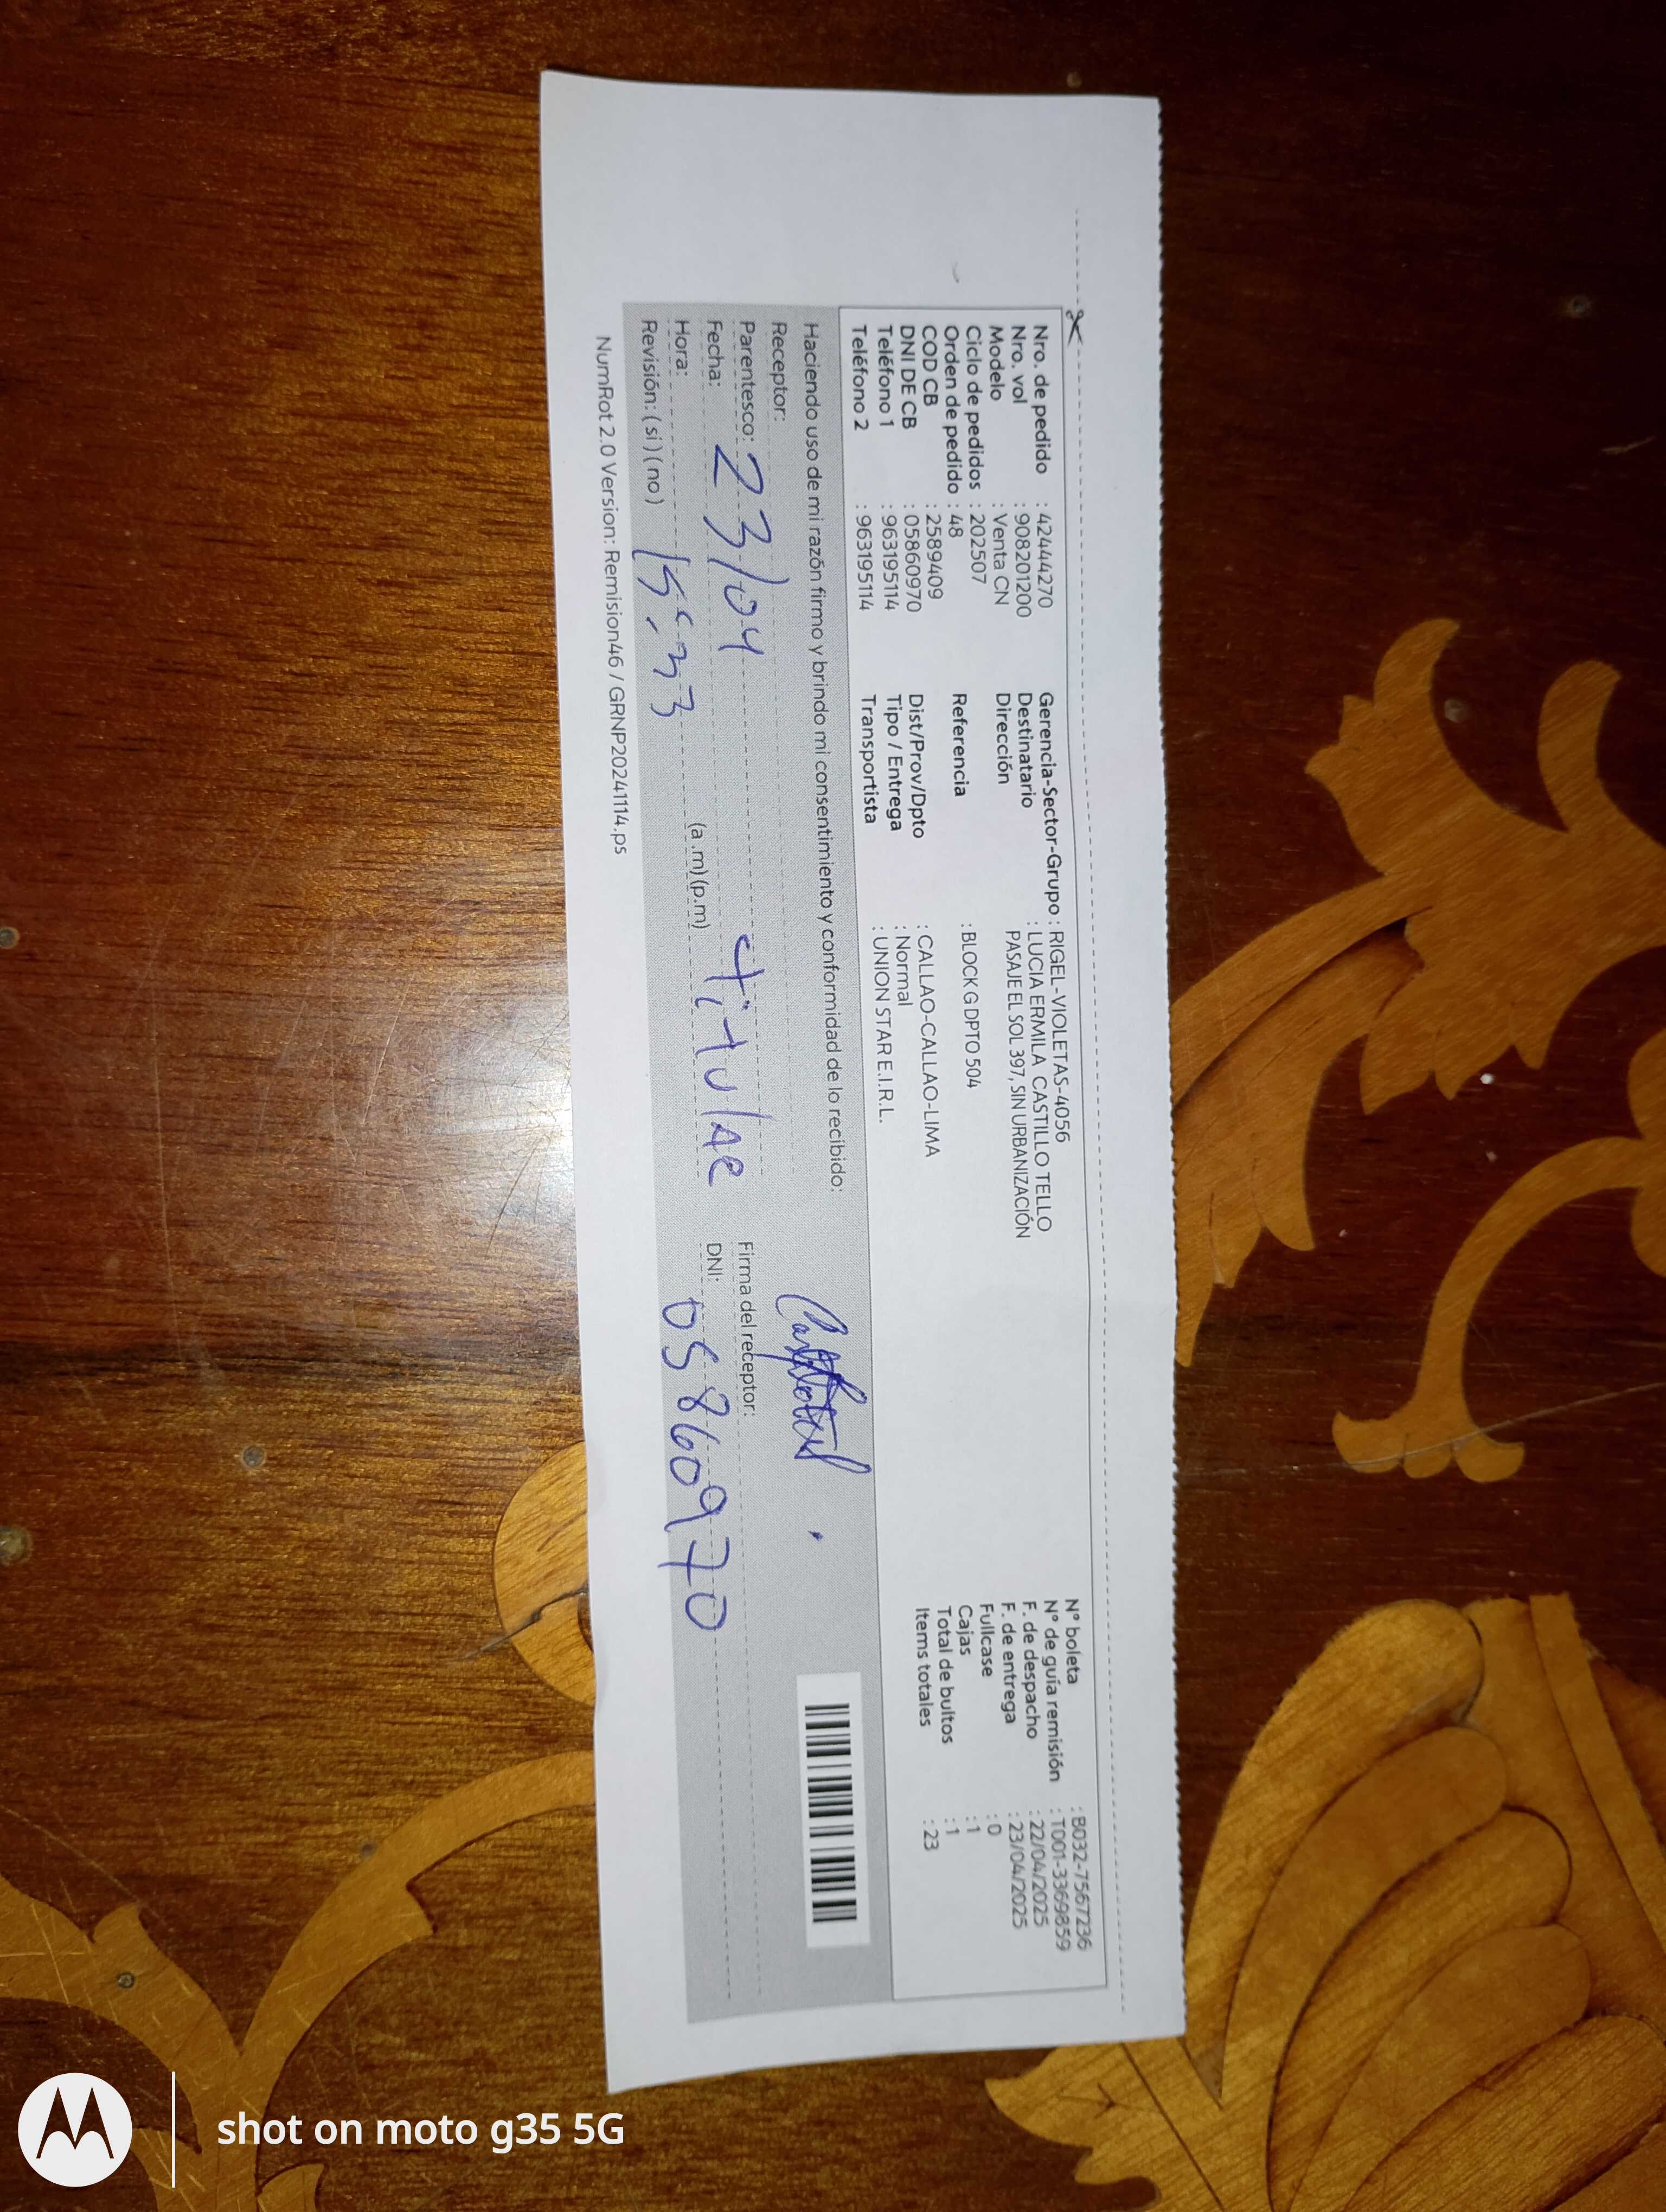 Nro. de pedido : 42444270
Nro. vol : 908201200
Modelo : Venta CN
Ciclo de pedidos : 202507
Orden de pedido : 48
COD CB : 2589409
DNI DE CB : 05860970
Teléfono 1 : 963195114
Teléfono 2 : 963195114
Gerencia-Sector-Grupo : RIGEL-VIOLETAS-4056
Destinatario : LUCIA ERMILA CASTILLO TELLO
Dirección PASAJE EL SOL 397, SIN URBANIZACIÓN
Referencia : BLOCK G DPTO 504
Dist/Prov/Dpto : CALLAO-CALLAO-LIMA
Tipo / Entrega : Normal
Transportista : UNION STAR E.I.R.L.
N° boleta : B032-7567236
N° de guía remisión : T001-3369859
F. de despacho : 22/04/2025
F. de entrega : 23/04/2025
Fullcase : 0
Cajas : 1
Total de bultos : 1
Items totales : 23
Haciendo uso de mi razón firmo y brindo mi consentimiento y conformidad de lo recibido:
Receptor:
Parentesco: titular
Fecha: 23/04
Hora: 15:33 (a.m)(p.m)
Revisión: (si)(no)
Firma del receptor:
DNI: 05860970
NumRot 2.0 Version: Remision46 / GRNP20241114.ps
shot on moto g35 5G